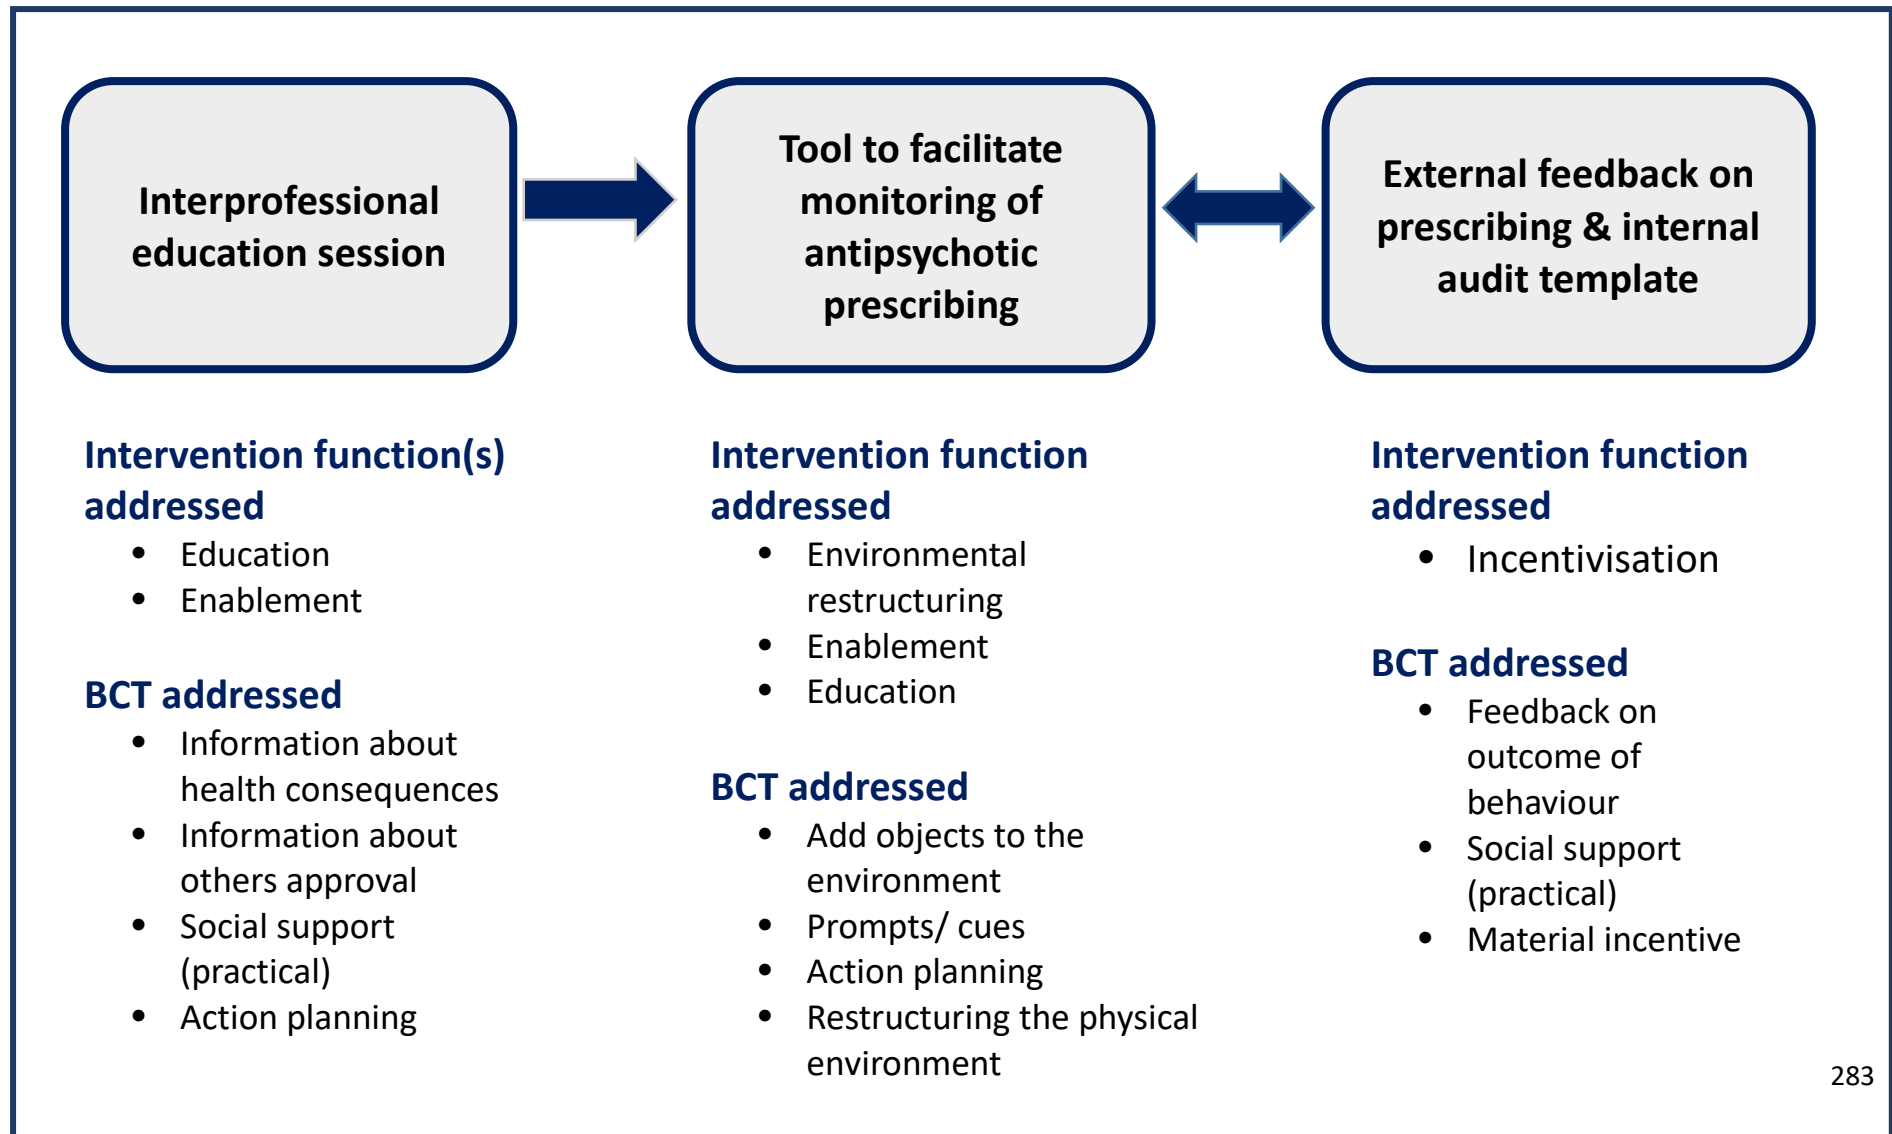 Interprofessional
education session
Tool to facilitate
monitoring of
antipsychotic
prescribing
External feedback on
prescribing & internal
audit template
Intervention function(s)
addressed
• Education
• Enablement
BCT addressed
• Information about
health consequences
• Information about
others approval
• Social support
(practical)
• Action planning
Intervention function
addressed
• Environmental
restructuring
• Enablement
• Education
BCT addressed
• Add objects to the
environment
• Prompts/ cues
• Action planning
• Restructuring the physical
environment
Intervention function
addressed
• Incentivisation
BCT addressed
• Feedback on
outcome of
behaviour
• Social support
(practical)
• Material incentive
283